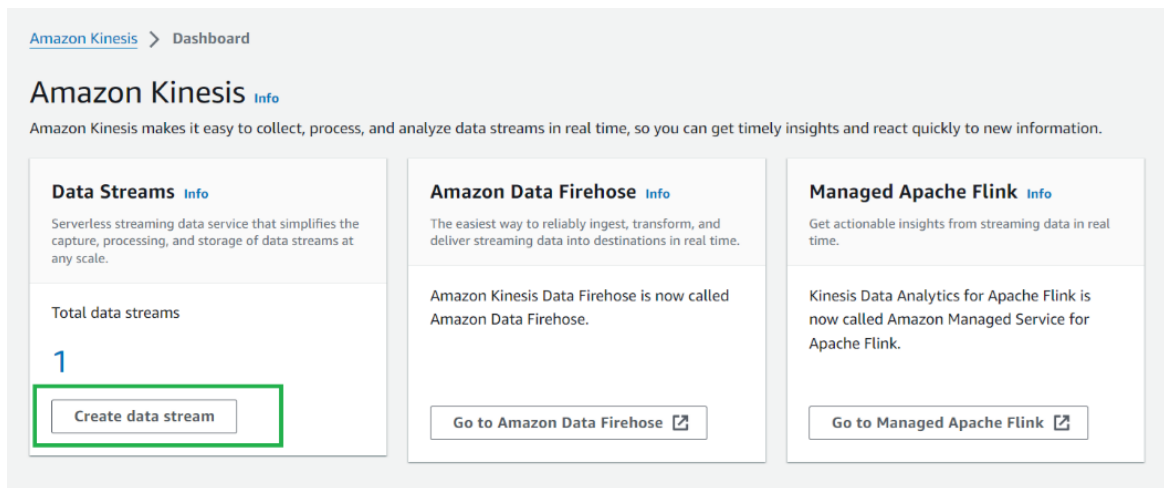 Amazon Kinesis > Dashboard
Amazon Kinesis Info
Amazon Kinesis makes it easy to collect, process, and analyze data streams in real time, so you can get timely insights and react quickly to new information.
Data Streams Info
Serverless streaming data service that simplifies the
capture, processing, and storage of data streams at
any scale.
Total data streams
1
Create data stream
Amazon Data Firehose Info
The easiest way to reliably ingest, transform, and
deliver streaming data into destinations in real time.
Amazon Kinesis Data Firehose is now called
Amazon Data Firehose.
Go to Amazon Data Firehose
Managed Apache Flink Info
Get actionable insights from streaming data in real
time.
Kinesis Data Analytics for Apache Flink is
now called Amazon Managed Service for
Apache Flink.
Go to Managed Apache Flink